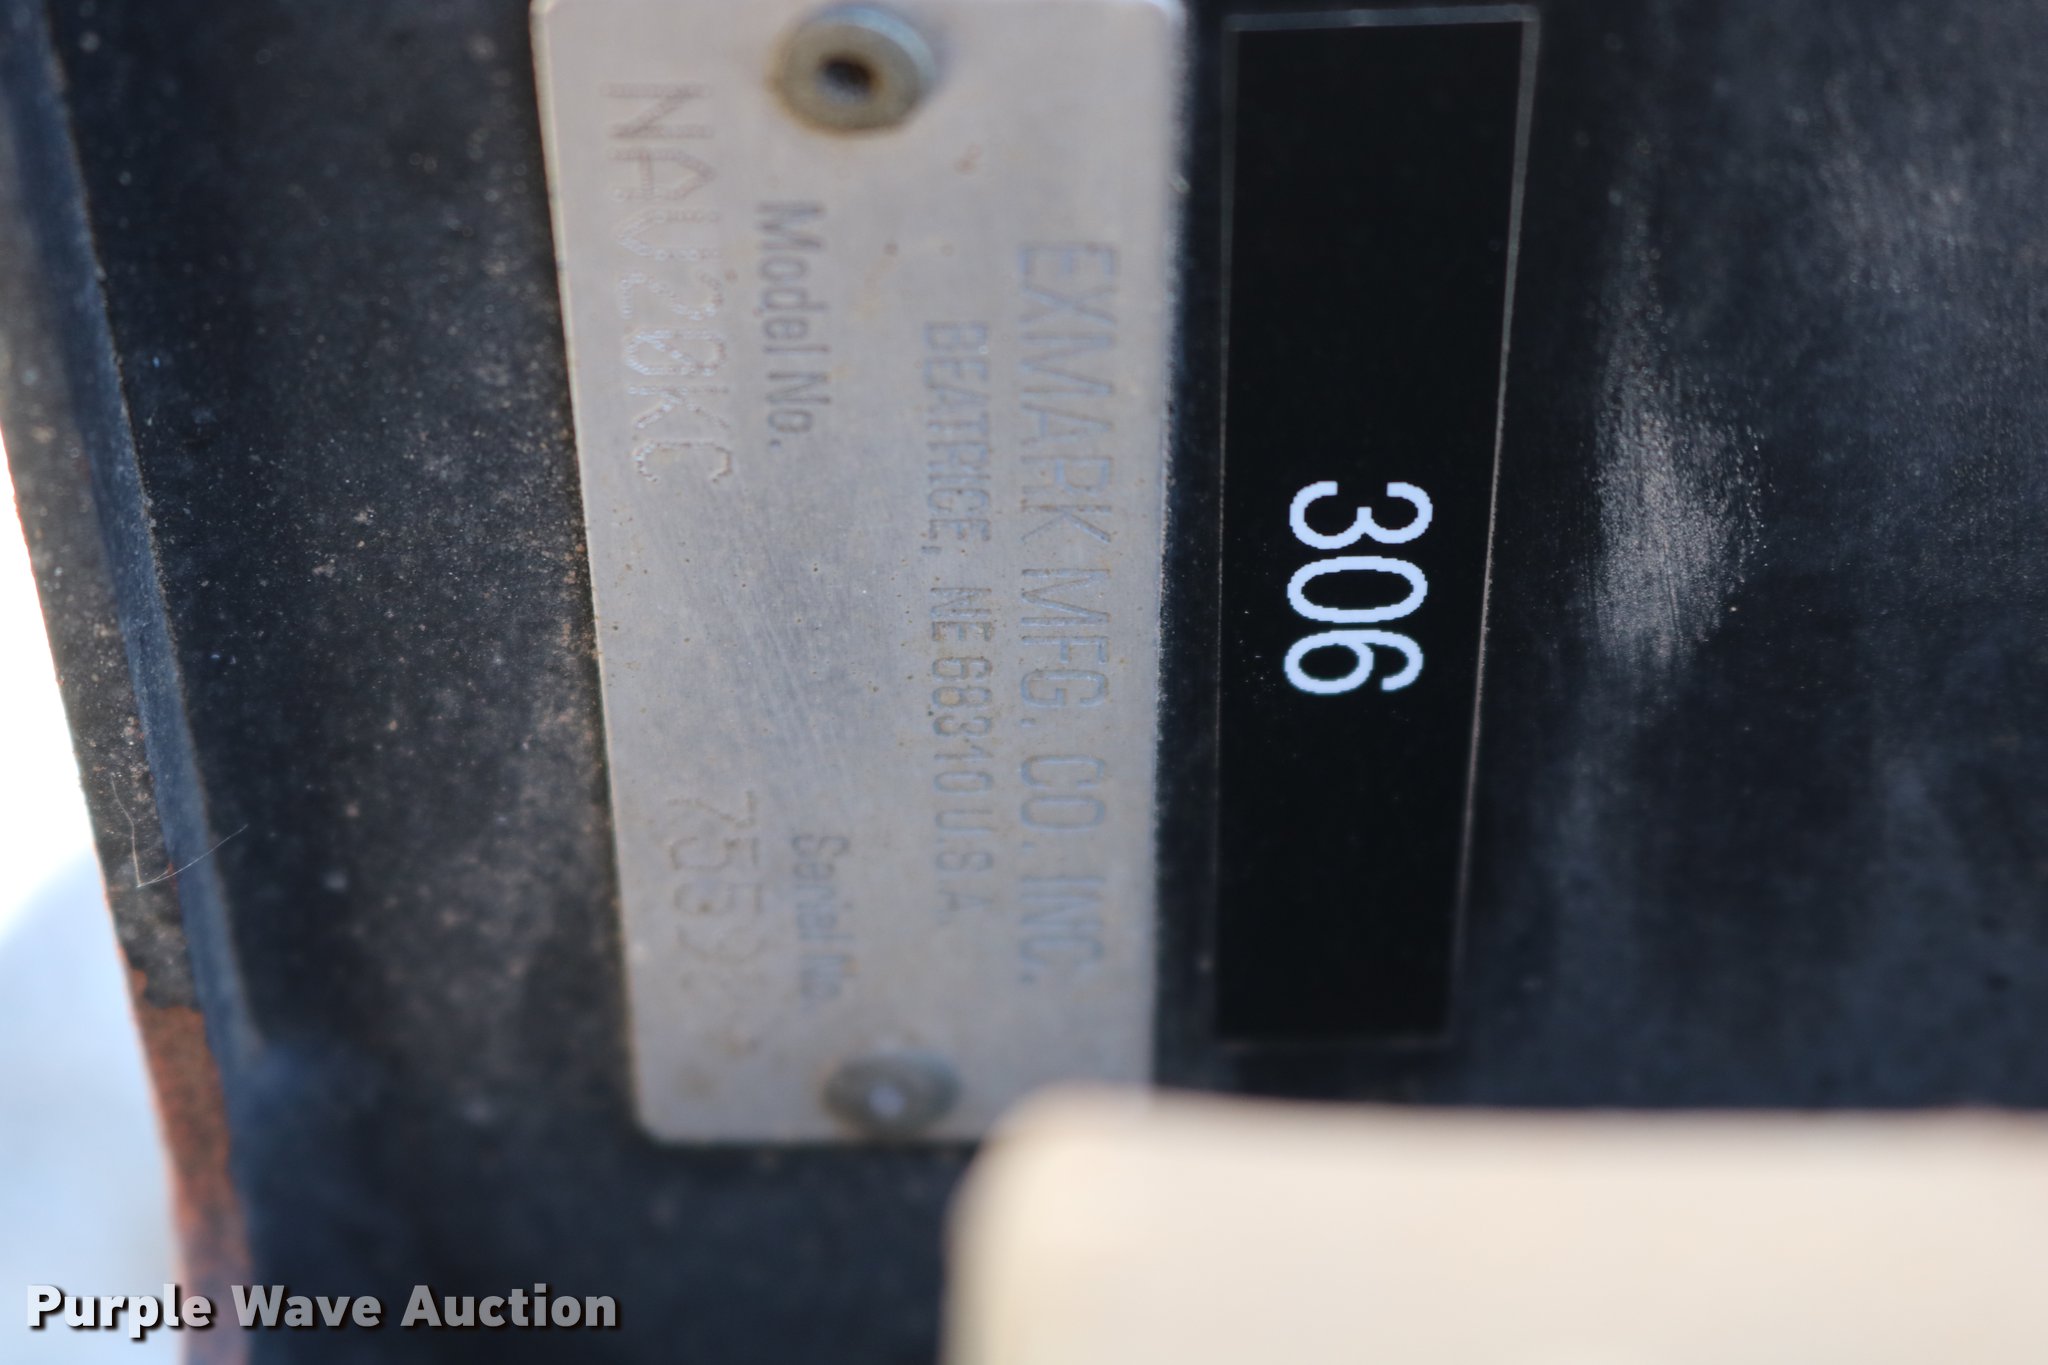 306
EXMARK MFG. CO. INC.
BEATRICE, NE 68310 U.S.A.
Model No.
Serial No.
NAV28KC
Purple Wave Auction